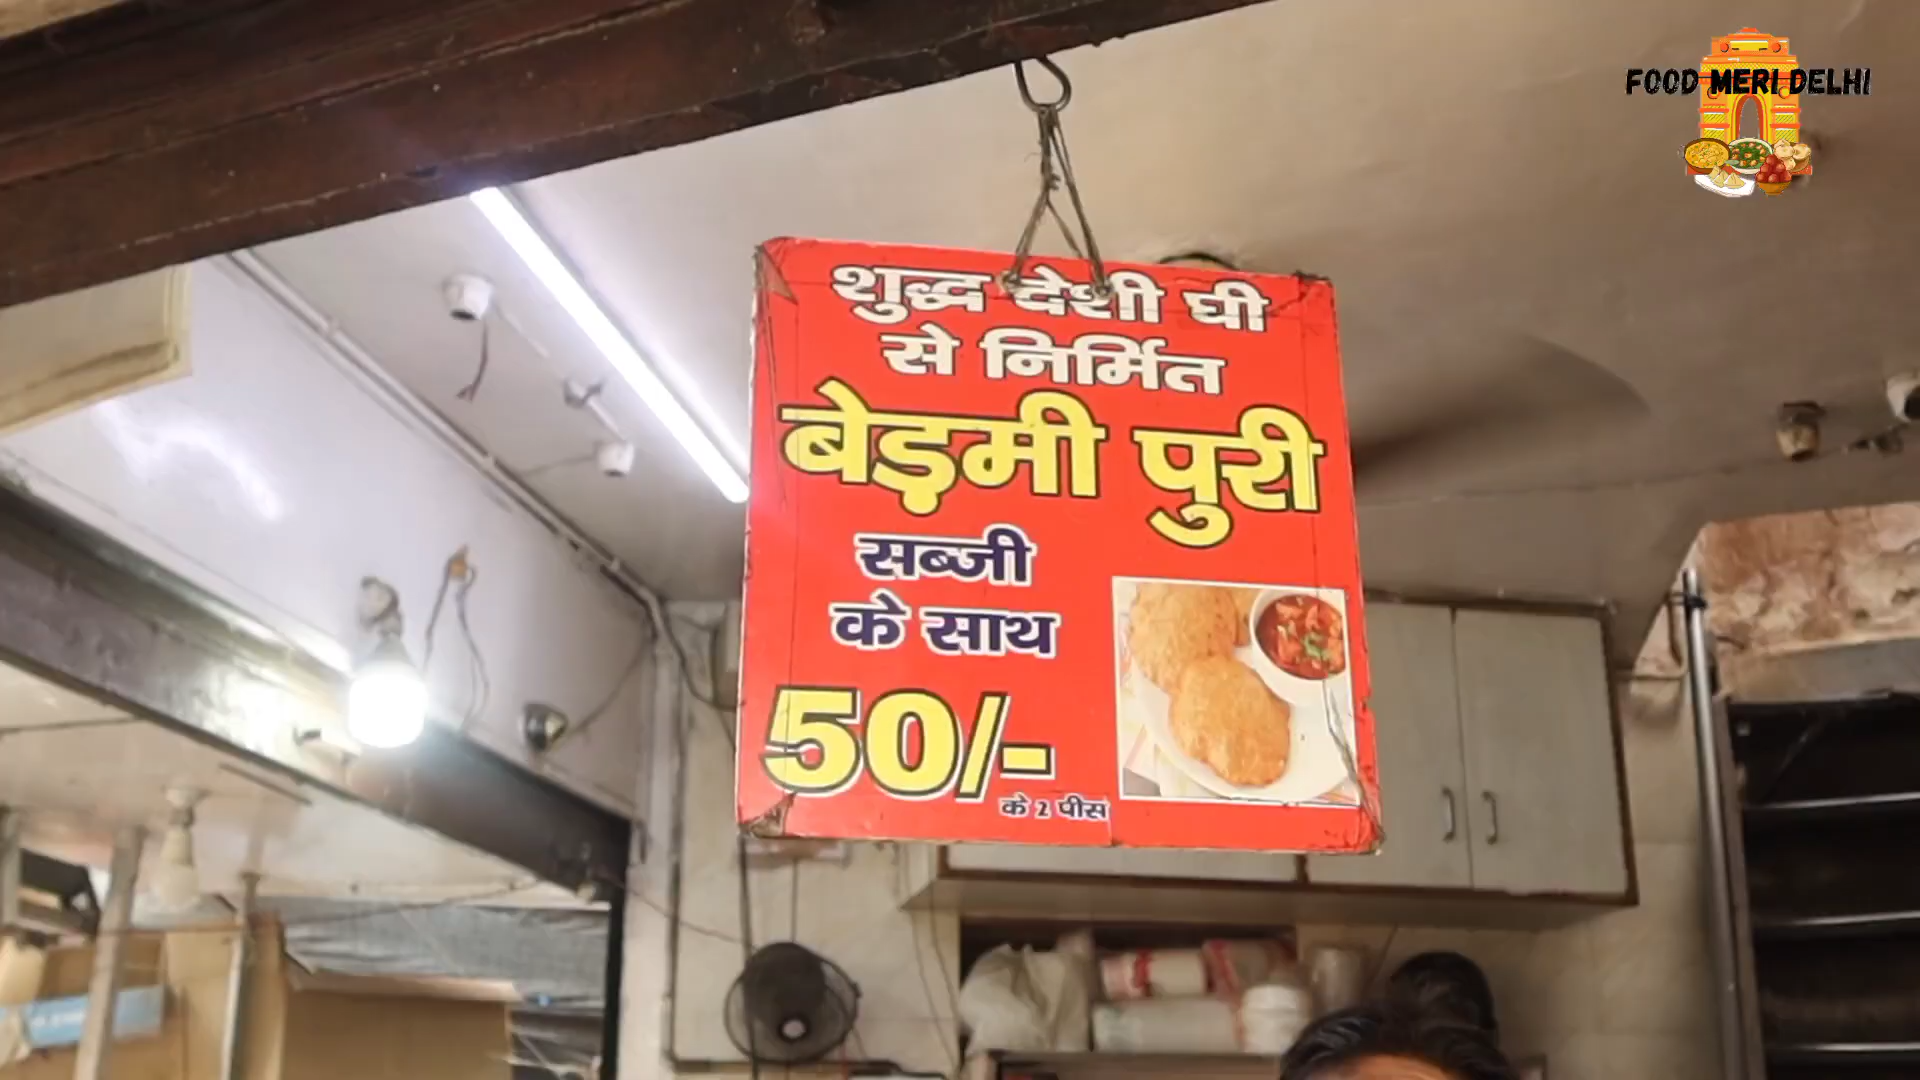 FOOD MERI DELHI
शुद्ध देशी घी
से निर्मित
बेड़मी पुरी
सब्जी
के साथ
50/-
के 2 पीस